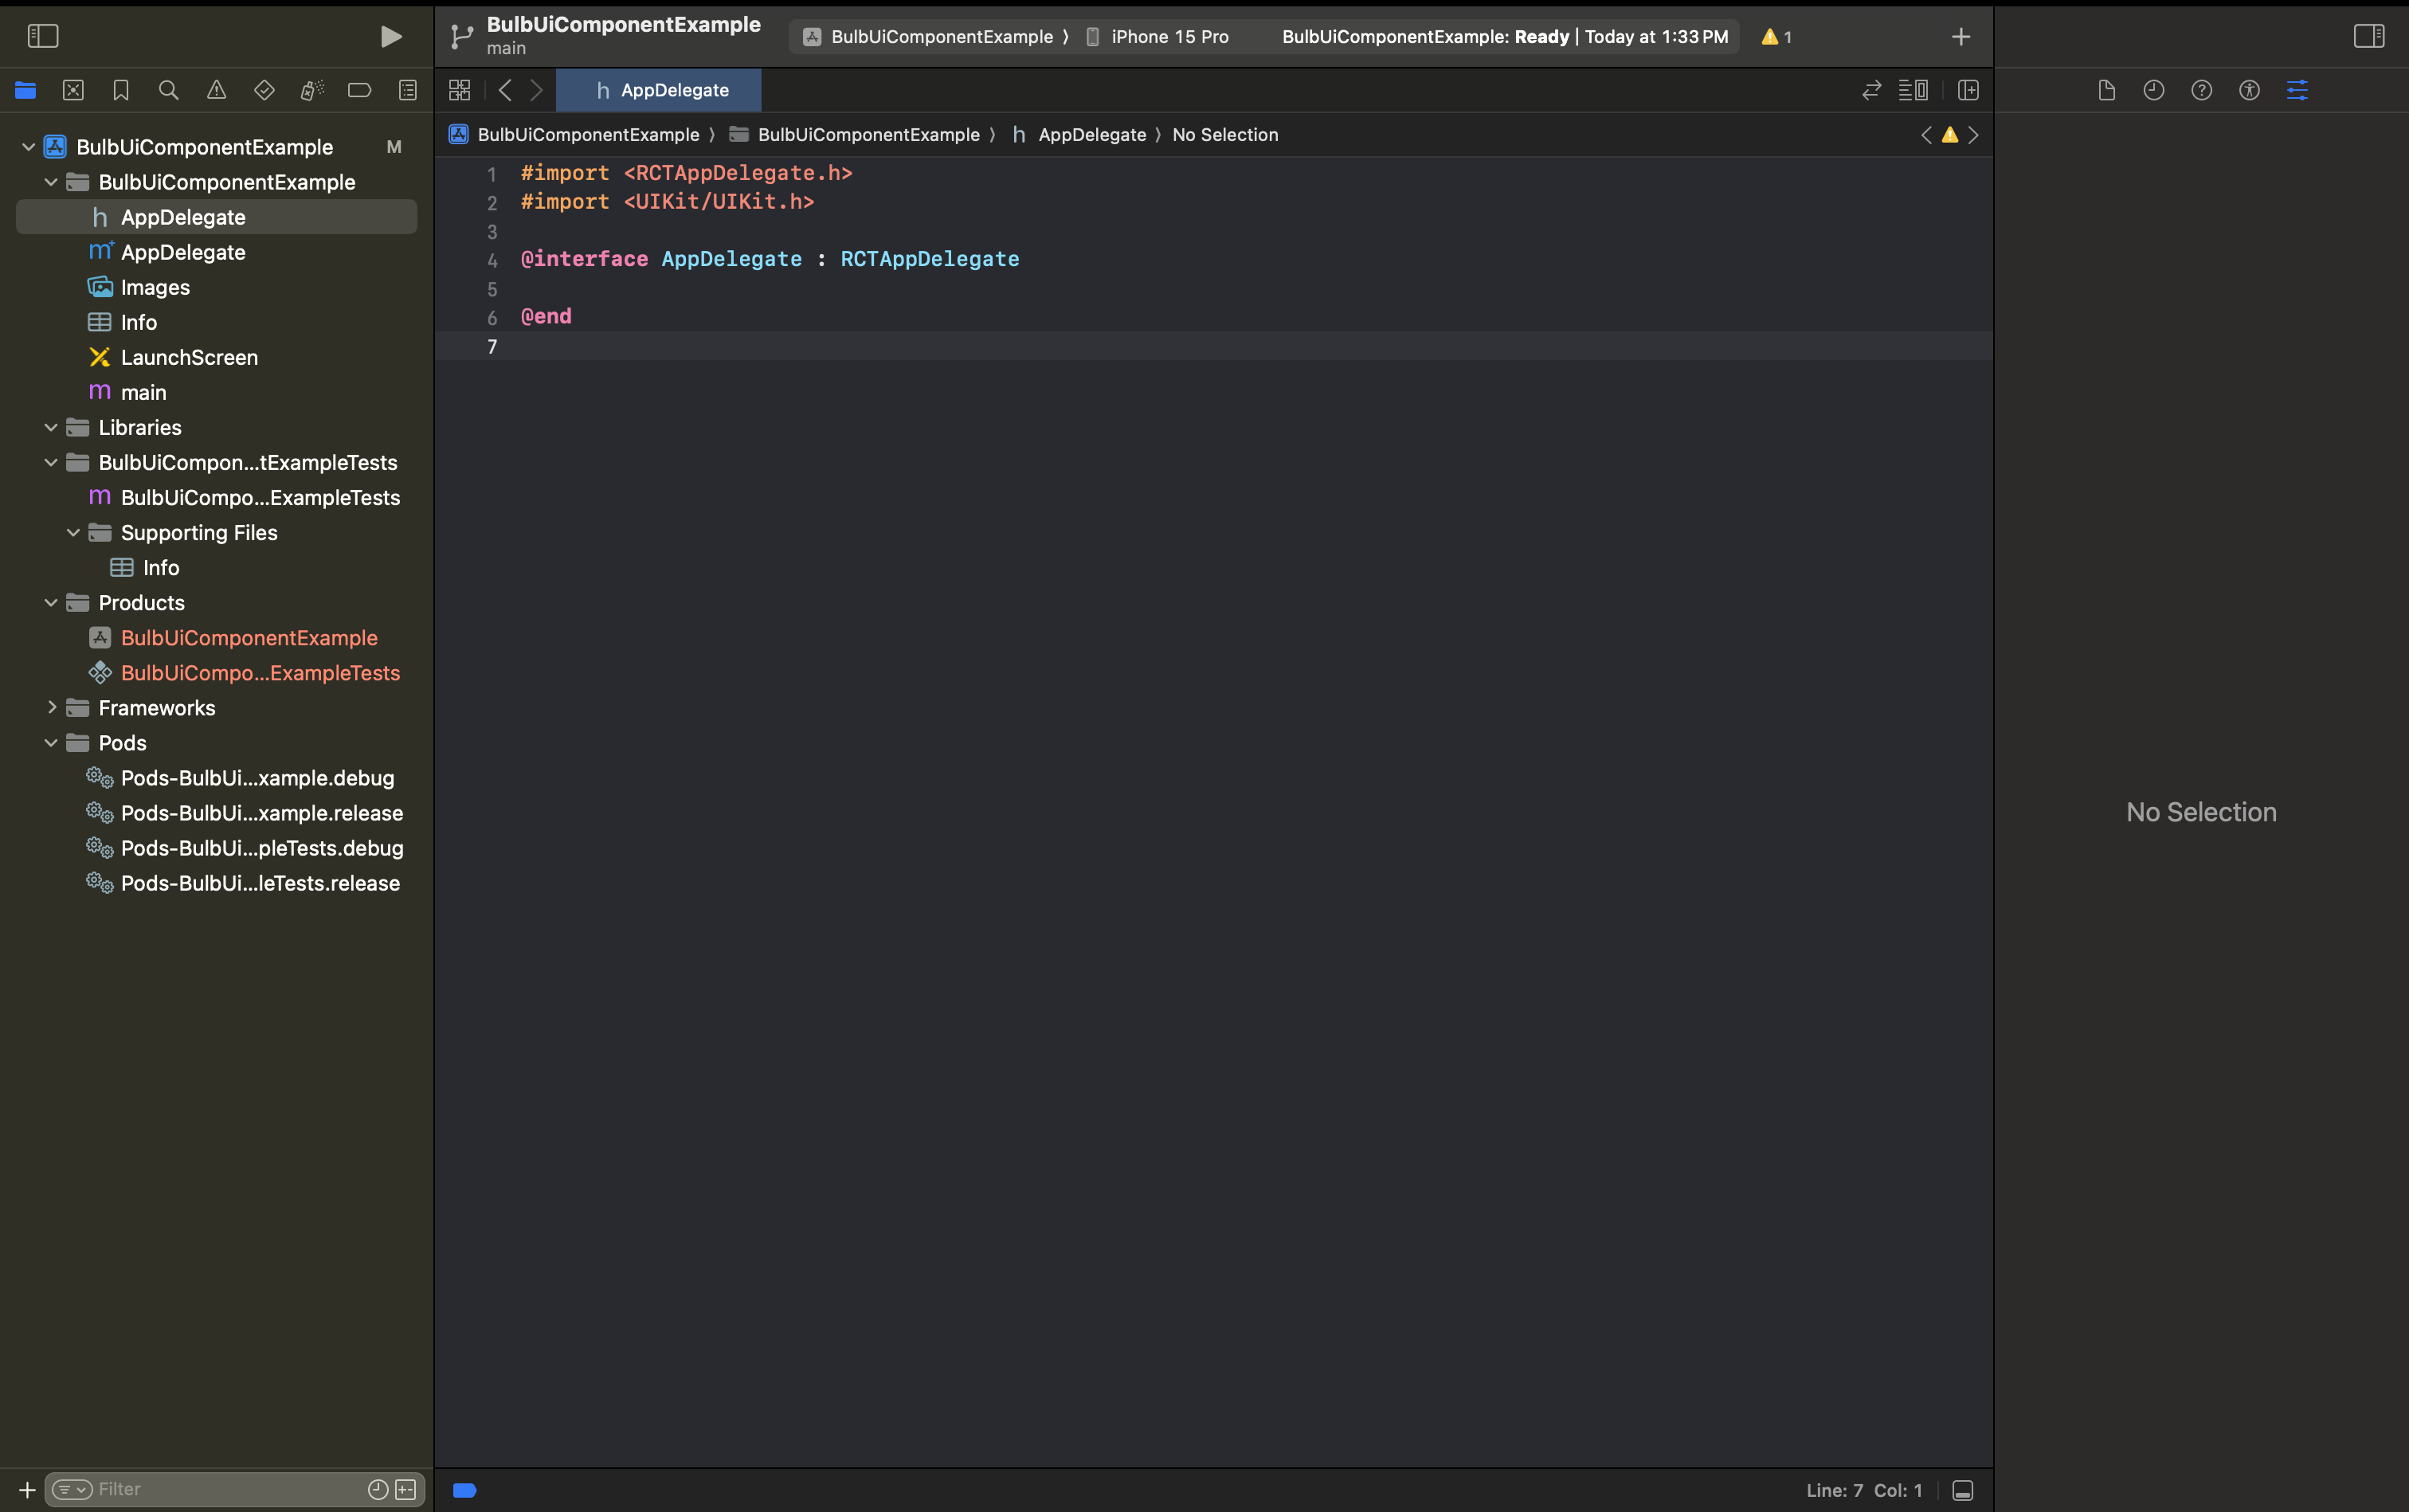 BulbUiComponentExample
main
BulbUiComponentExample ⟩ iPhone 15 Pro
BulbUiComponentExample: Ready | Today at 1:33 PM
1
h AppDelegate
BulbUiComponentExample ⟩ BulbUiComponentExample ⟩ h AppDelegate ⟩ No Selection
BulbUiComponentExample M
BulbUiComponentExample
h AppDelegate
m+ AppDelegate
Images
Info
LaunchScreen
m main
Libraries
BulbUiCompon...tExampleTests
m BulbUiCompo...ExampleTests
Supporting Files
Info
Products
BulbUiComponentExample
BulbUiCompo...ExampleTests
Frameworks
Pods
Pods-BulbUi...xample.debug
Pods-BulbUi...xample.release
Pods-BulbUi...pleTests.debug
Pods-BulbUi...leTests.release
Filter
1 #import <RCTAppDelegate.h>
2 #import <UIKit/UIKit.h>
3
4 @interface AppDelegate : RCTAppDelegate
5
6 @end
7
Line: 7 Col: 1
No Selection